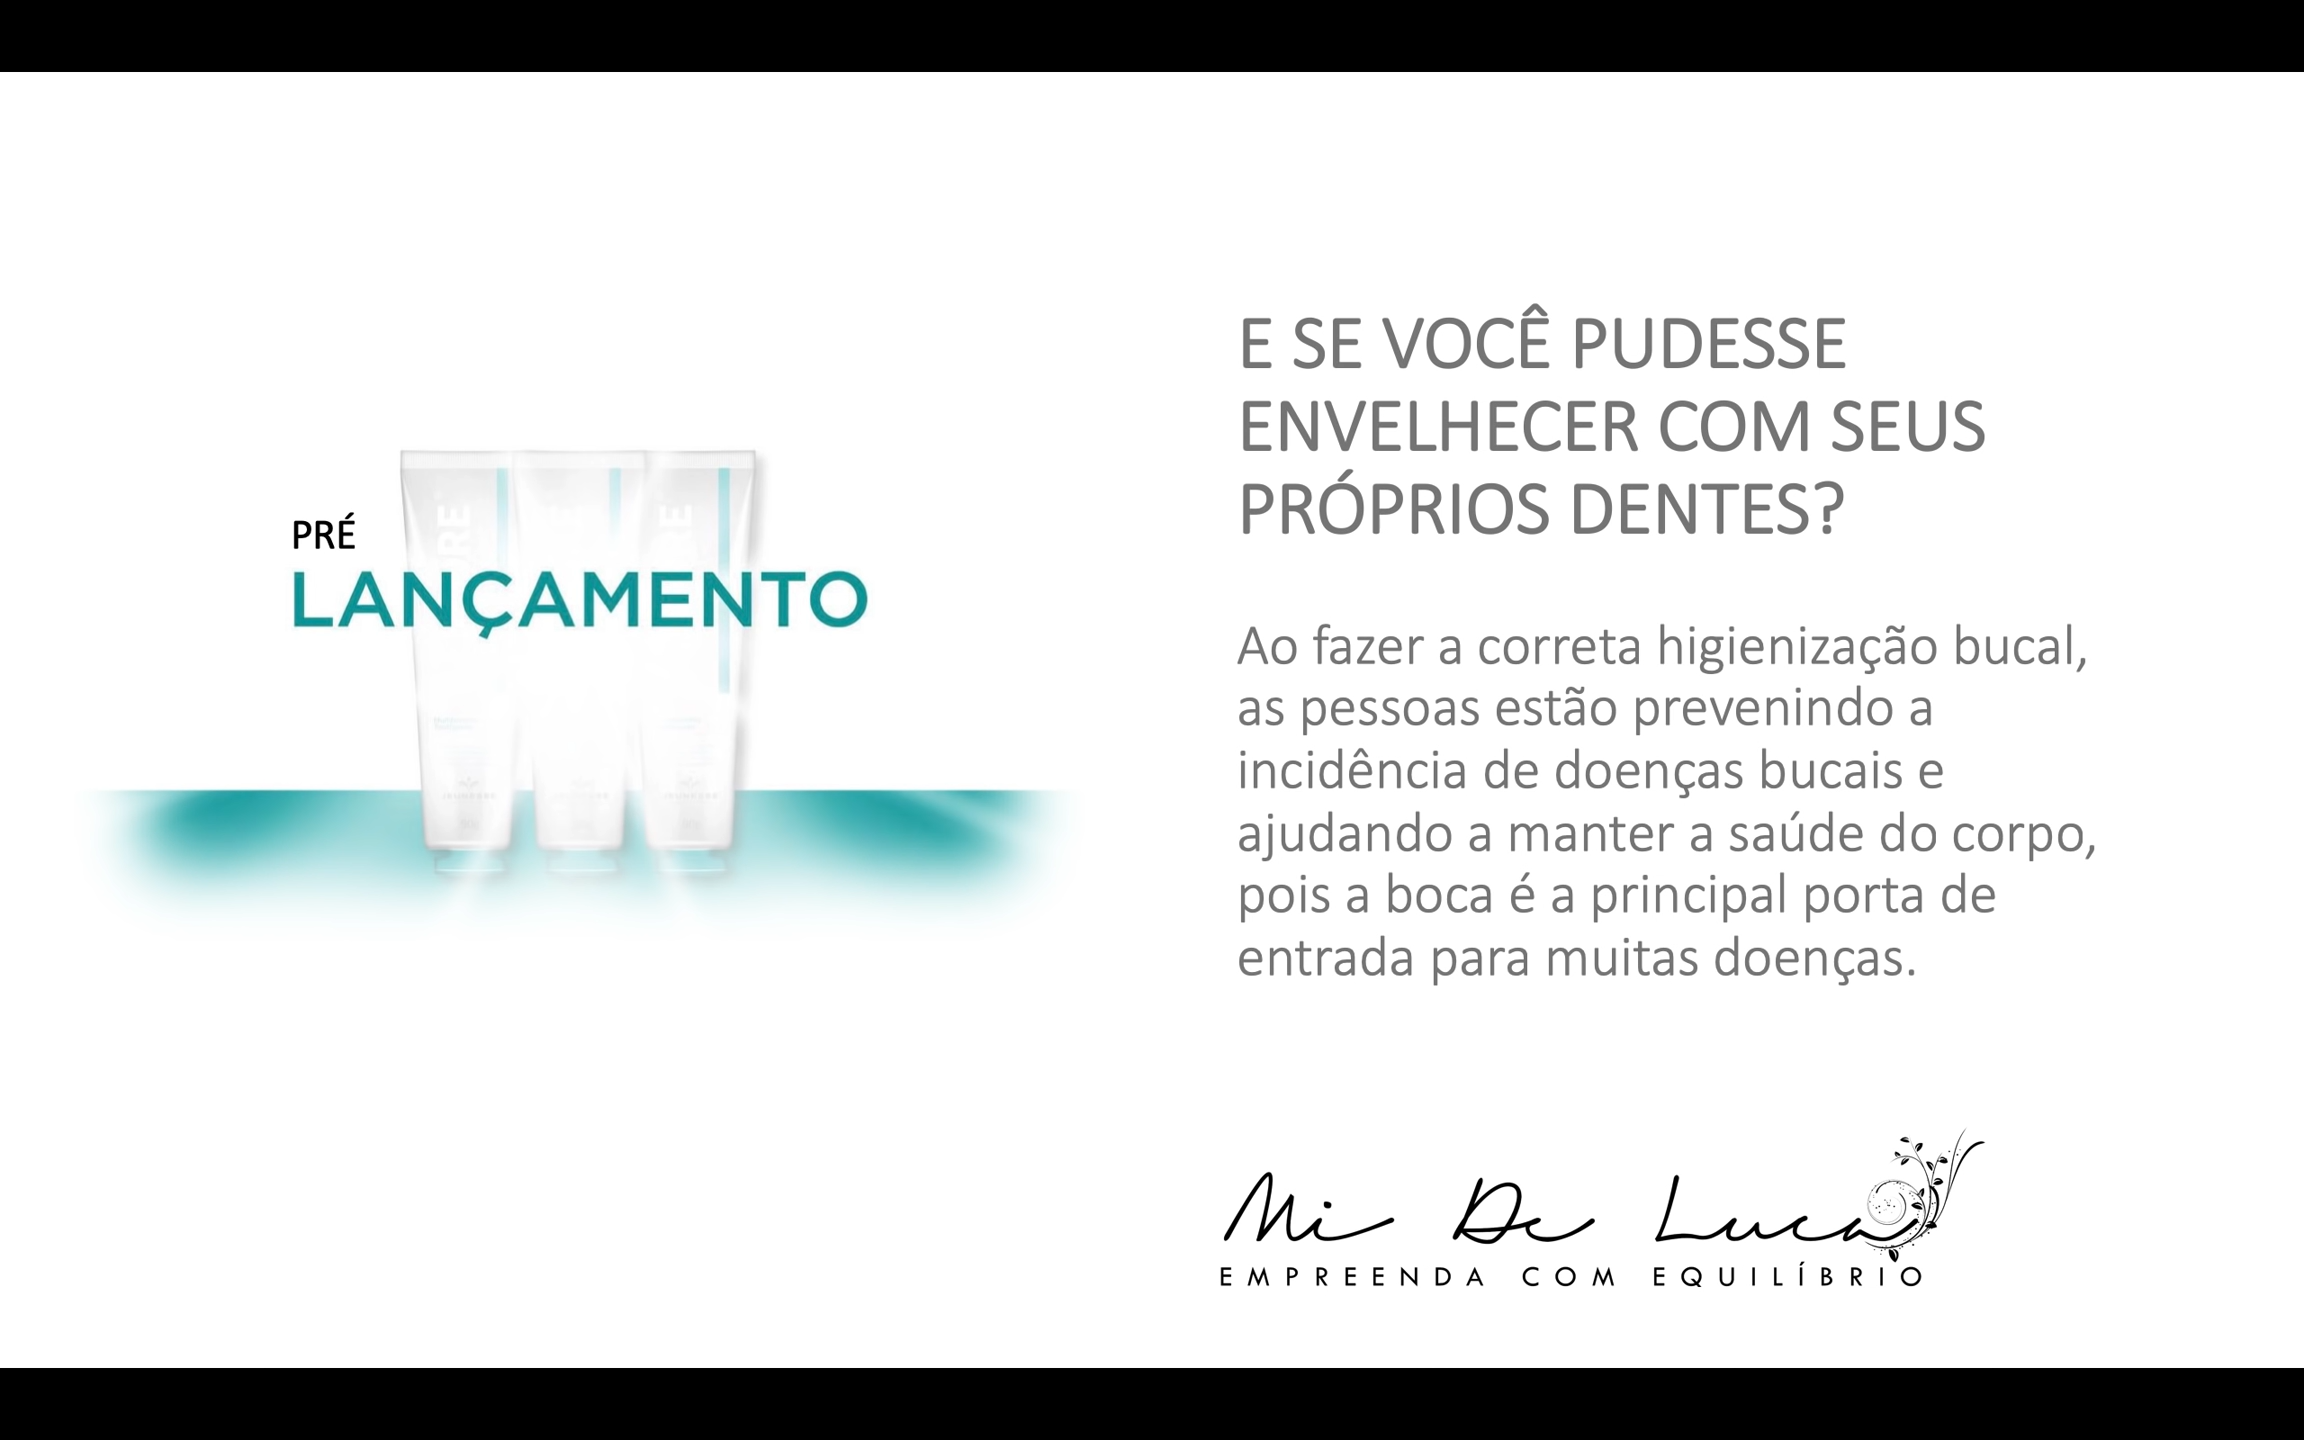 PRÉ
LANÇAMENTO
JEUNESSE
E SE VOCÊ PUDESSE
ENVELHECER COM SEUS
PRÓPRIOS DENTES?
Ao fazer a correta higienização bucal,
as pessoas estão prevenindo a
incidência de doenças bucais e
ajudando a manter a saúde do corpo,
pois a boca é a principal porta de
entrada para muitas doenças.
Mi De Luca
EMPREENDA COM EQUILÍBRIO